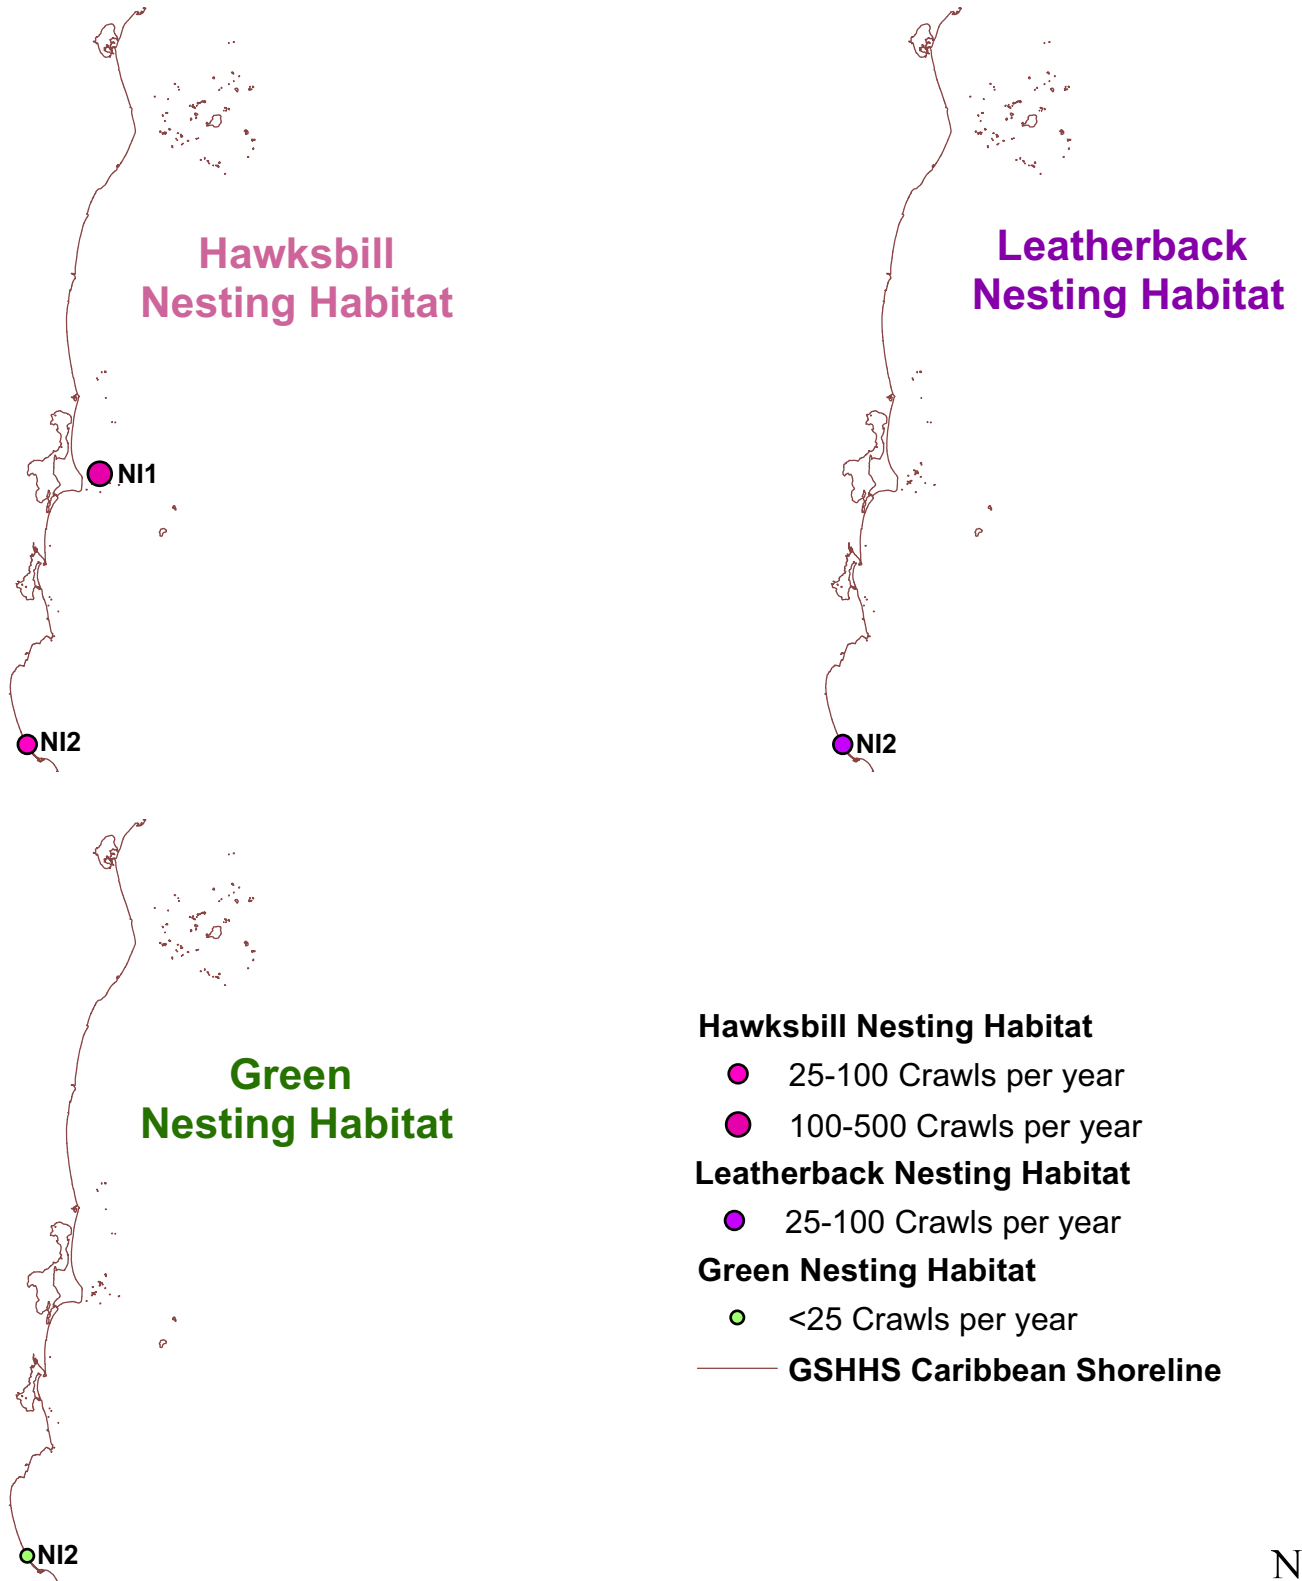 Hawksbill
Nesting Habitat
Leatherback
Nesting Habitat
NI1
NI2
NI2
Green
Nesting Habitat
Hawksbill Nesting Habitat
25-100 Crawls per year
100-500 Crawls per year
Leatherback Nesting Habitat
25-100 Crawls per year
Green Nesting Habitat
<25 Crawls per year
GSHHS Caribbean Shoreline
NI2
N